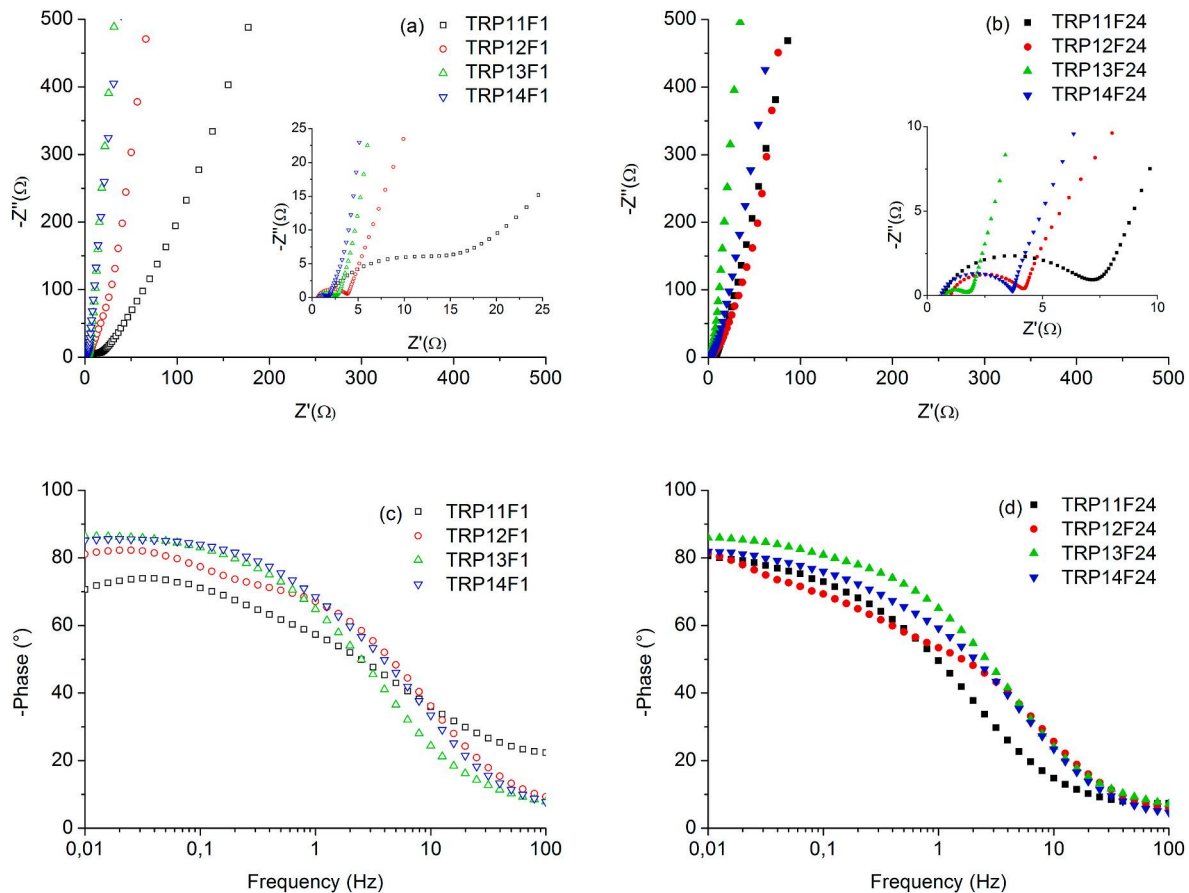 (a)
TRP11F1
TRP12F1
TRP13F1
TRP14F1
500
400
300
200
100
0
-Z''(Ω)
0 100 200 300 400 500
Z'(Ω)
25
20
15
10
5
0
-Z''(Ω)
0 5 10 15 20 25
Z'(Ω)
(b)
TRP11F24
TRP12F24
TRP13F24
TRP14F24
500
400
300
200
100
0
-Z''(Ω)
0 100 200 300 400 500
Z'(Ω)
10
5
0
-Z''(Ω)
0 5 10
Z'(Ω)
(c)
TRP11F1
TRP12F1
TRP13F1
TRP14F1
100
80
60
40
20
0
-Phase (°)
0,01 0,1 1 10 100
Frequency (Hz)
(d)
TRP11F24
TRP12F24
TRP13F24
TRP14F24
100
80
60
40
20
0
-Phase (°)
0,01 0,1 1 10 100
Frequency (Hz)